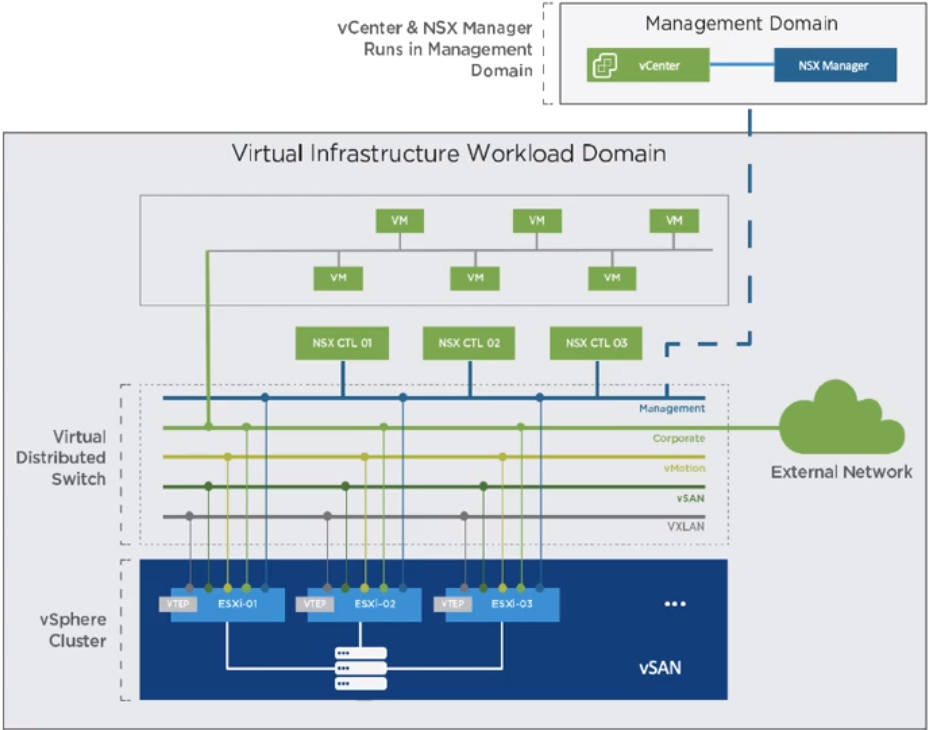 vCenter & NSX Manager
Runs in Management
Domain
Management Domain
vCenter
NSX Manager
Virtual Infrastructure Workload Domain
VM
VM
VM
VM
VM
VM
NSX CTL 01
NSX CTL 02
NSX CTL 03
Virtual
Distributed
Switch
Management
Corporate
vMotion
vSAN
VXLAN
External Network
vSphere
Cluster
VTEP
ESXi-01
VTEP
ESXi-02
VTEP
ESXi-03
...
vSAN